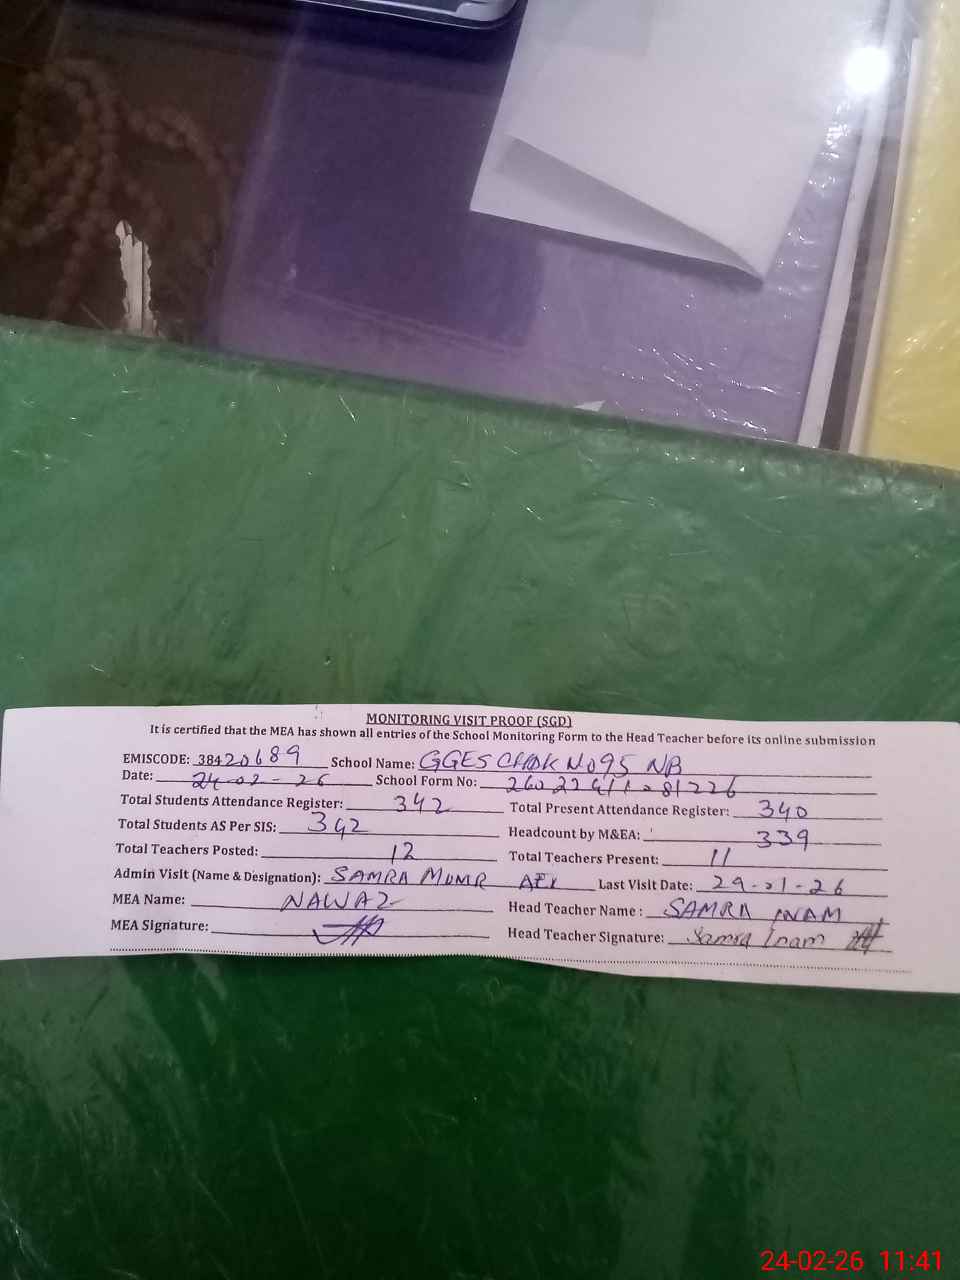 MONITORING VISIT PROOF (SGD)
It is certified that the MEA has shown all entries of the School Monitoring Form to the Head Teacher before its online submission
EMISCODE: 38420689 School Name: GGES CHAK NO95 NB
Date: 24-02-26 School Form No:
Total Students Attendance Register: 342 Total Present Attendance Register: 340
Total Students AS Per SIS: 342 Headcount by M&EA: 339
Total Teachers Posted: 12 Total Teachers Present: 11
Admin Visit (Name & Designation): SAMRA Last Visit Date: 29-01-26
MEA Name: NAWAZ Head Teacher Name: SAMRA INAM
MEA Signature: Head Teacher Signature: Samra Inam
24-02-26 11:41